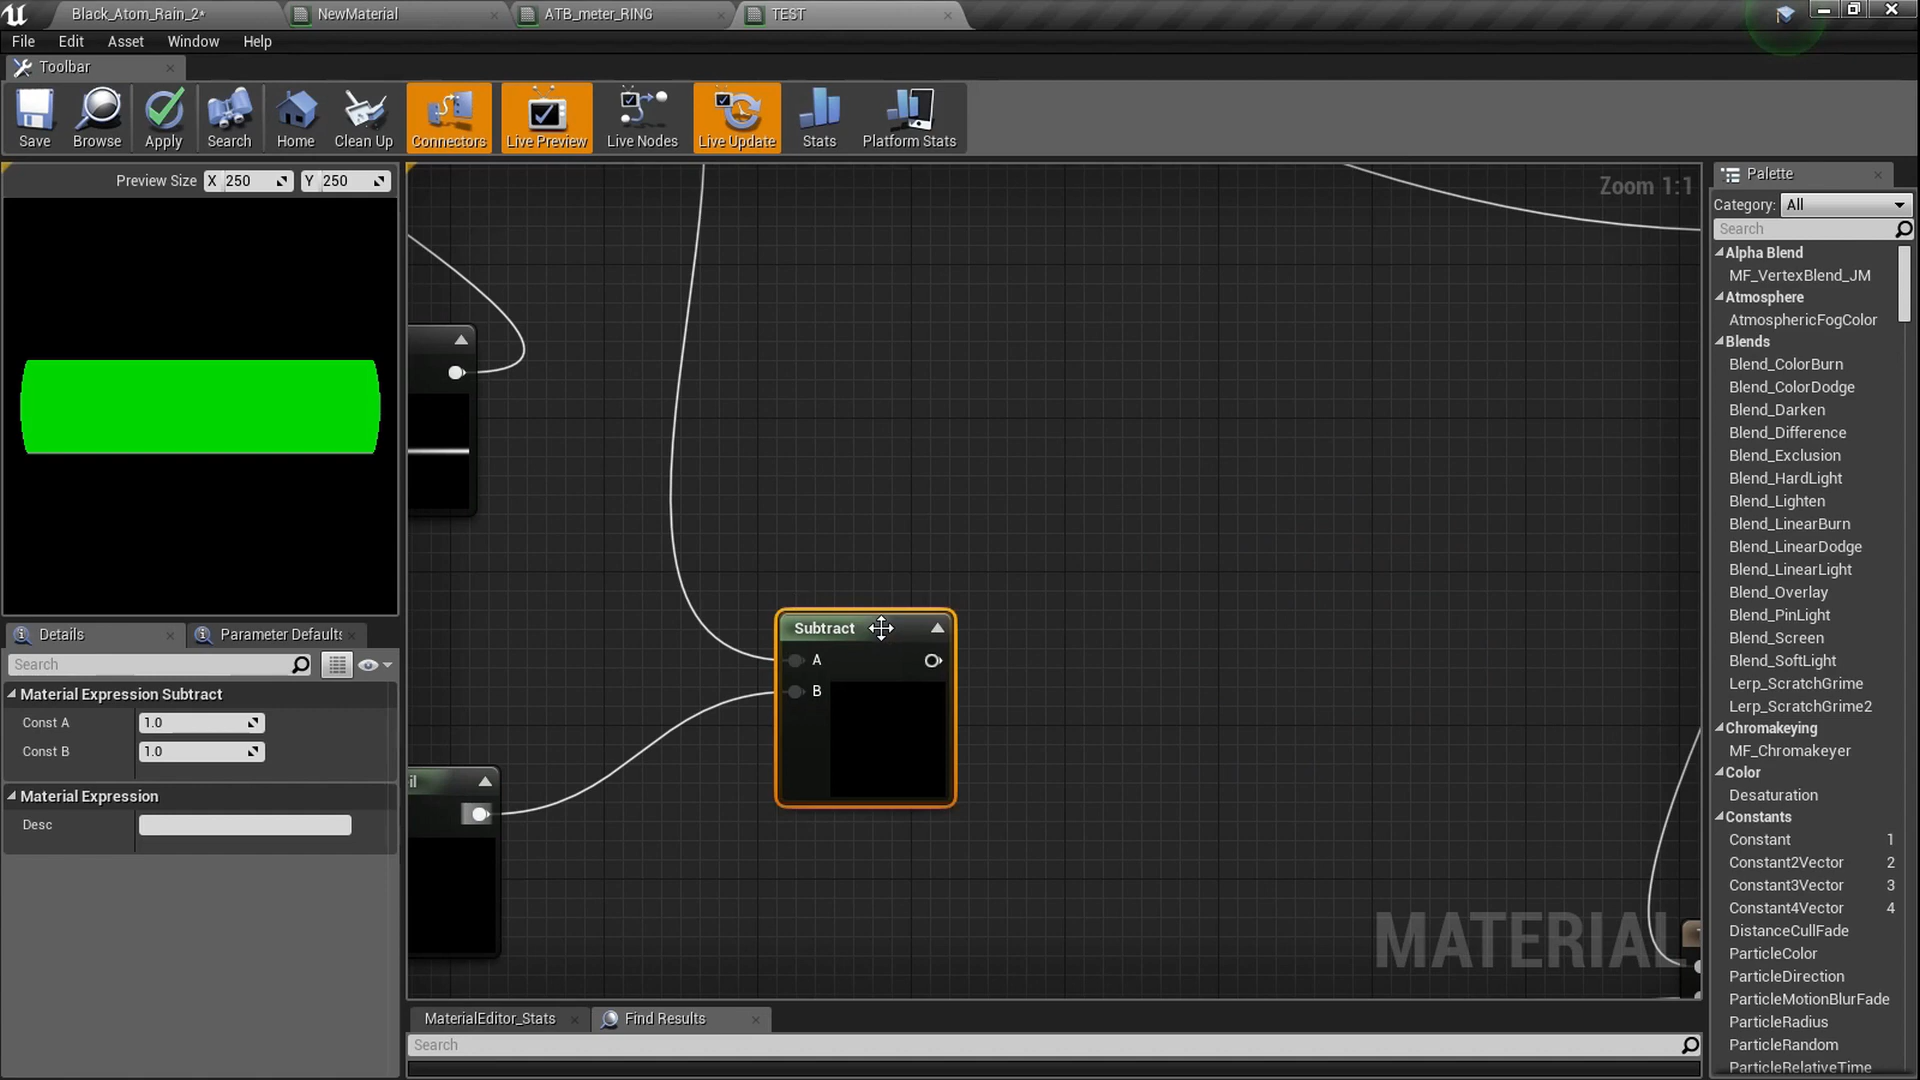 Black_Atom_Rain_2*
NewMaterial
ATB_meter_RING
TEST
File
Edit
Asset
Window
Help
Toolbar
Save
Browse
Apply
Search
Home
Clean Up
Connectors
Live Preview
Live Nodes
Live Update
Stats
Platform Stats
Preview Size X 250 Y 250
Zoom 1:1
Subtract
A
B
il
MATERIAL
Details
Parameter Defaults
Search
Material Expression Subtract
Const A 1.0
Const B 1.0
Material Expression
Desc
MaterialEditor_Stats
Find Results
Search
Palette
Category: All
Search
Alpha Blend
MF_VertexBlend_JM
Atmosphere
AtmosphericFogColor
Blends
Blend_ColorBurn
Blend_ColorDodge
Blend_Darken
Blend_Difference
Blend_Exclusion
Blend_HardLight
Blend_Lighten
Blend_LinearBurn
Blend_LinearDodge
Blend_LinearLight
Blend_Overlay
Blend_PinLight
Blend_Screen
Blend_SoftLight
Lerp_ScratchGrime
Lerp_ScratchGrime2
Chromakeying
MF_Chromakeyer
Color
Desaturation
Constants
Constant 1
Constant2Vector 2
Constant3Vector 3
Constant4Vector 4
DistanceCullFade
ParticleColor
ParticleDirection
ParticleMotionBlurFade
ParticleRadius
ParticleRandom
ParticleRelativeTime